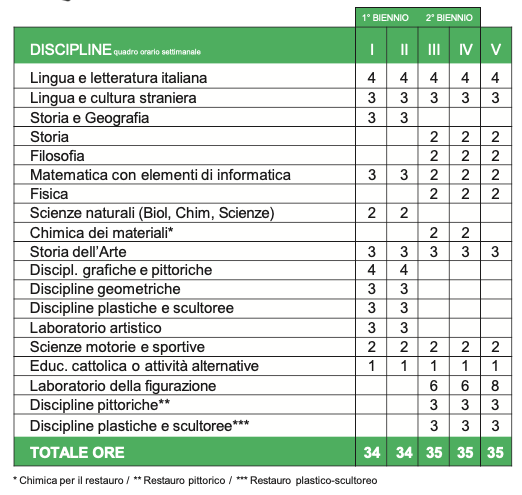 1° BIENNIO 2° BIENNIO
DISCIPLINE quadro orario settimanale I II III IV V
Lingua e letteratura italiana 4 4 4 4 4
Lingua e cultura straniera 3 3 3 3 3
Storia e Geografia 3 3
Storia 2 2 2
Filosofia 2 2 2
Matematica con elementi di informatica 3 3 2 2 2
Fisica 2 2 2
Scienze naturali (Biol, Chim, Scienze) 2 2
Chimica dei materiali* 2 2
Storia dell'Arte 3 3 3 3 3
Discipl. grafiche e pittoriche 4 4
Discipline geometriche 3 3
Discipline plastiche e scultoree 3 3
Laboratorio artistico 3 3
Scienze motorie e sportive 2 2 2 2 2
Educ. cattolica o attività alternative 1 1 1 1 1
Laboratorio della figurazione 6 6 8
Discipline pittoriche** 3 3 3
Discipline plastiche e scultoree*** 3 3 3
TOTALE ORE 34 34 35 35 35
* Chimica per il restauro / ** Restauro pittorico / *** Restauro plastico-scultoreo